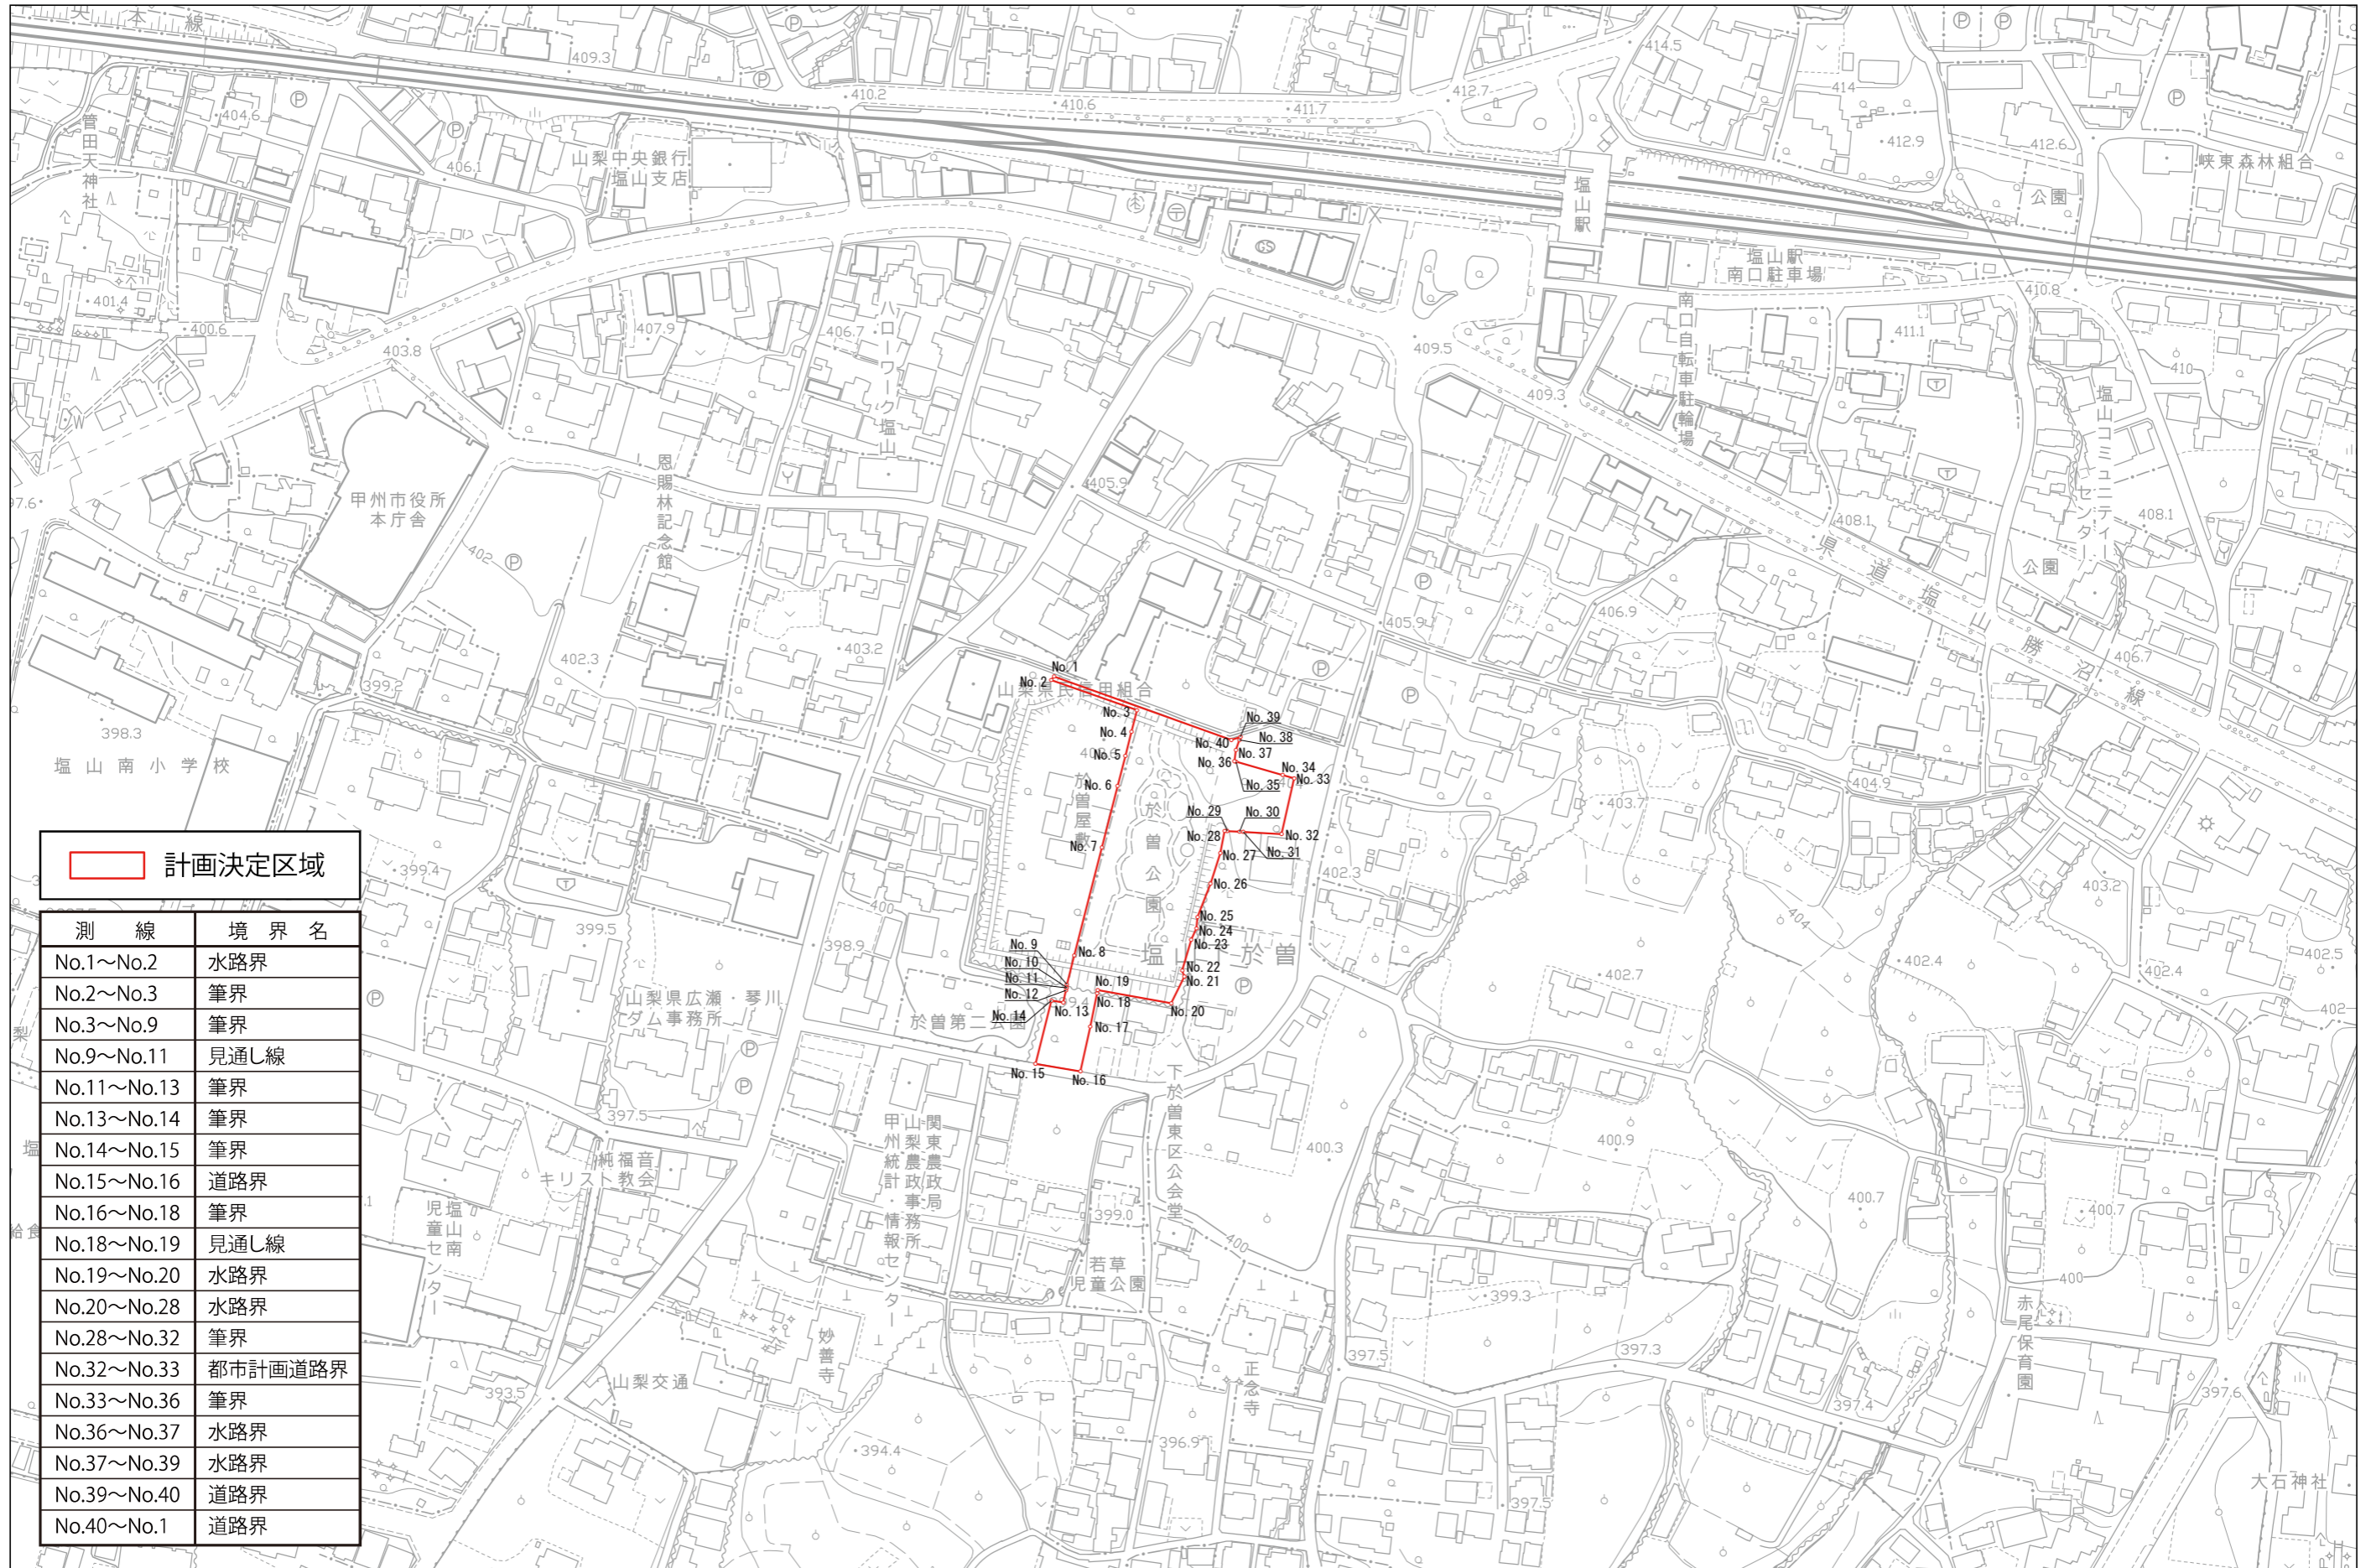 央本線
409.3
410.2
410.6
411.7
412.7
414.5
414
412.9
412.6
404.6
406.1
管田天神社
山梨中央銀行
塩山支店
塩山駅
公園
峡東森林組合
GS
塩山駅
南口駐車場
410.8
401.4
400.6
403.8
407.9
406.7
ハローワーク塩山
409.5
409.3
南口自転車駐輪場
411.1
410
塩山コミュニティーセンター
恩賜林記念館
甲州市役所
本庁舎
405.9
402
408.1
408.1
公園
県道塩山勝沼線
406.9
405.9
406.7
402.3
403.2
399.2
398.3
塩山南小学校
山梨県民信用組合
No. 1
No. 2
No. 3
No. 4
No. 5
No. 6
No. 7
No. 8
No. 9
No. 10
No. 11
No. 12
No. 13
No. 14
No. 15
No. 16
No. 17
No. 18
No. 19
No. 20
No. 21
No. 22
No. 23
No. 24
No. 25
No. 26
No. 27
No. 28
No. 29
No. 30
No. 31
No. 32
No. 33
No. 34
No. 35
No. 36
No. 37
No. 38
No. 39
No. 40
於曽屋敷
於曽公園
404.9
403.7
403.2
402.3
404
402.7
402.4
402.5
402.4
402
399.4
399.5
400
398.9
塩山
於曽
山梨県広瀬・琴川
ダム事務所
於曽第二公園
397.5
純福音
キリスト教会
塩山南
児童センター
関東農政局
山梨農政事務所
甲州統計・情報センター
下於曽東区公会堂
400.3
400.9
400.7
400.7
399.0
400
若草
児童公園
399.3
400
赤尾保育園
妙善寺
正念寺
山梨交通
393.5
394.4
396.9
397.5
397.3
397.4
397.6
397.5
大石神社
計画決定区域
測線 境界名
No.1～No.2 水路界
No.2～No.3 筆界
No.3～No.9 筆界
No.9～No.11 見通し線
No.11～No.13 筆界
No.13～No.14 筆界
No.14～No.15 筆界
No.15～No.16 道路界
No.16～No.18 筆界
No.18～No.19 見通し線
No.19～No.20 水路界
No.20～No.28 水路界
No.28～No.32 筆界
No.32～No.33 都市計画道路界
No.33～No.36 筆界
No.36～No.37 水路界
No.37～No.39 水路界
No.39～No.40 道路界
No.40～No.1 道路界